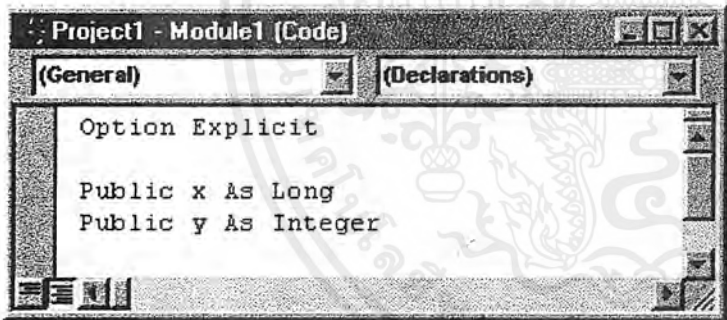 Project1 - Module1 (Code)
(General) (Declarations)
Option Explicit
Public x As Long
Public y As Integer